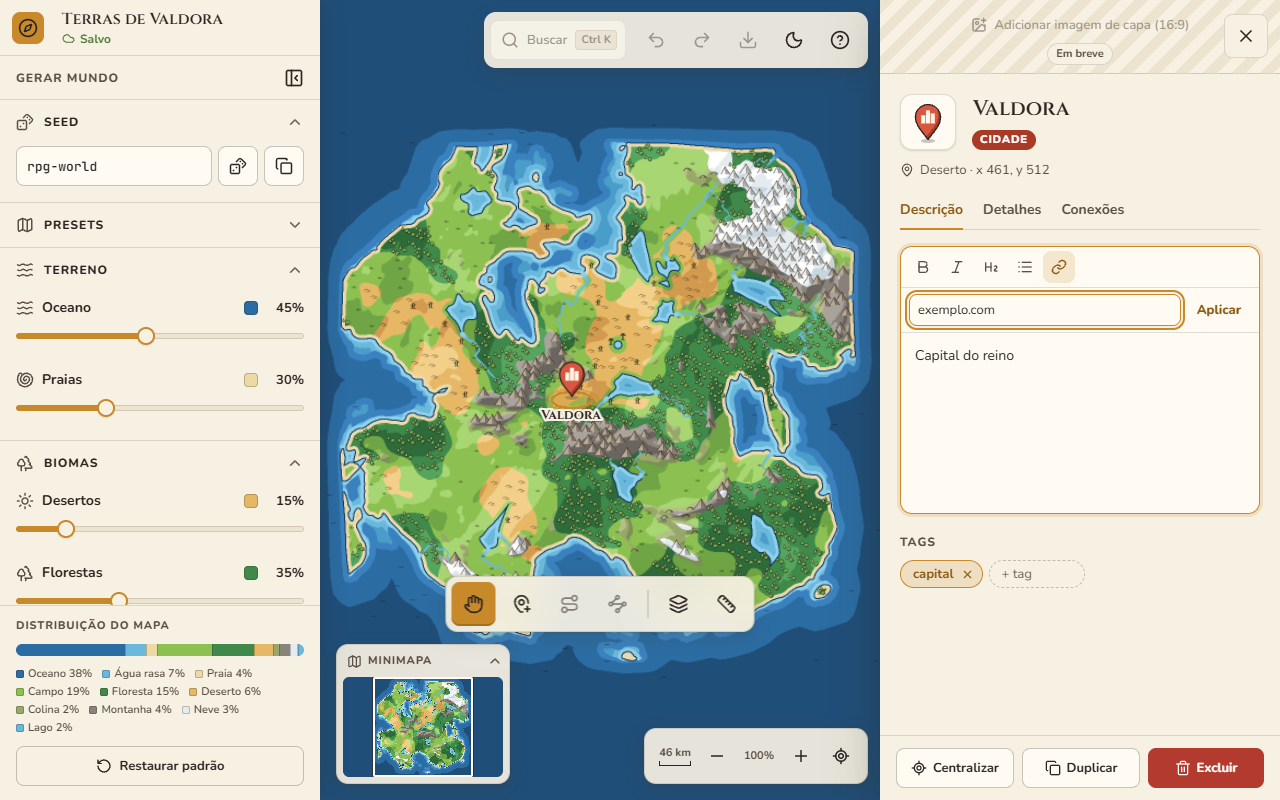 Terras de Valdora
Salvo
GERAR MUNDO
SEED
rpg-world
PRESETS
TERRENO
Oceano 45%
Praias 30%
BIOMAS
Desertos 15%
Florestas 35%
DISTRIBUIÇÃO DO MAPA
Oceano 38% Água rasa 7% Praia 4%
Campo 19% Floresta 15% Deserto 6%
Colina 2% Montanha 4% Neve 3%
Lago 2%
Restaurar padrão
Buscar Ctrl K
VALDORA
MINIMAPA
46 km
100%
Adicionar imagem de capa (16:9)
Em breve
Valdora
CIDADE
Deserto · x 461, y 512
Descrição Detalhes Conexões
B I H2
exemplo.com Aplicar
Capital do reino
TAGS
capital × + tag
Centralizar Duplicar Excluir